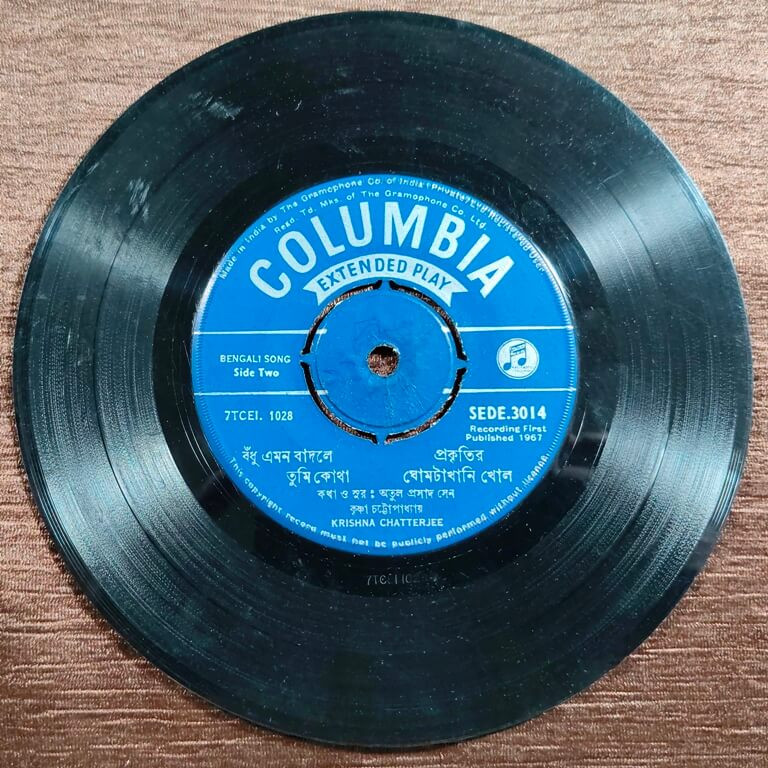 Made in India by The Gramophone Co. of India (Private)
Regd. Td. Mks. of The Gramophone Co. Ltd.
COLUMBIA
EXTENDED PLAY
BENGALI SONG
Side Two
7TCEI. 1028
SEDE.3014
Recording First
Published 1967
বঁধু এমন বাদলে
তুমি কোথা
প্রকৃতির
ঘোমটাখানি খোল
কথা ও সুর : অতুল প্রসাদ সেন
কৃষ্ণা চট্টোপাধ্যায়
KRISHNA CHATTERJEE
This copyright record must not be publicly performed without licence.